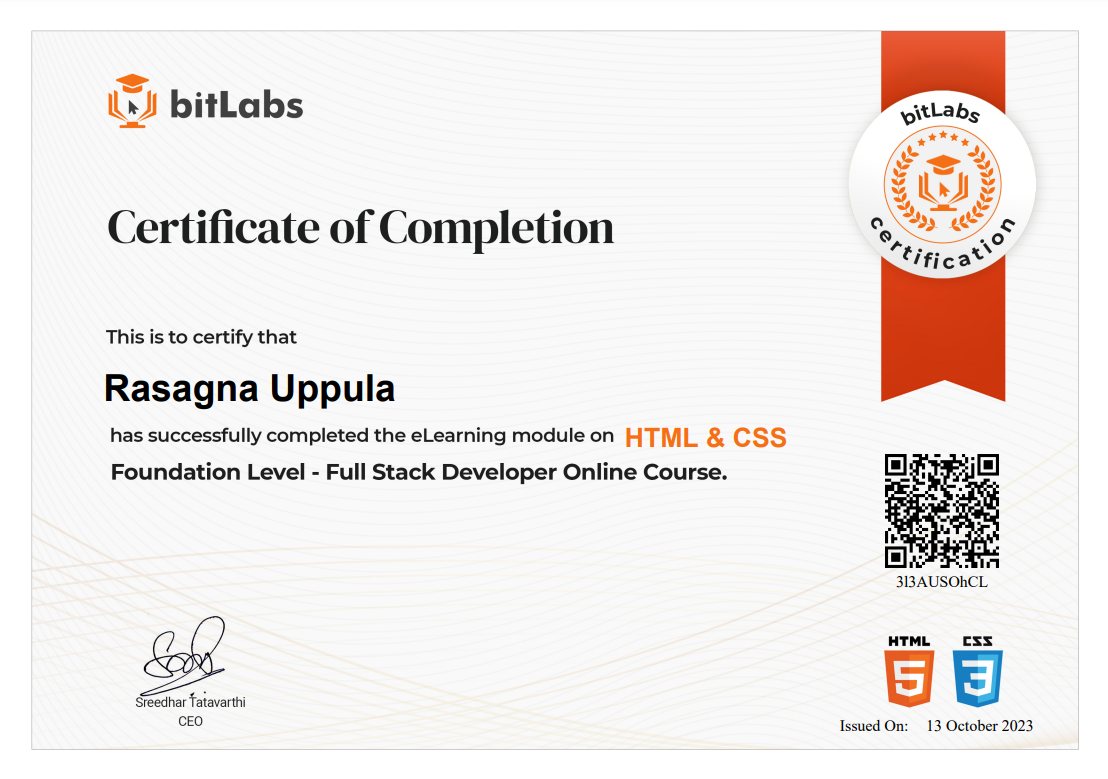 bitLabs
bitLabs
certification
Certificate of Completion
This is to certify that
Rasagna Uppula
has successfully completed the eLearning module on HTML & CSS
Foundation Level - Full Stack Developer Online Course.
3l3AUSOhCL
Sreedhar Tatavarthi
CEO
HTML CSS
5 3
Issued On: 13 October 2023